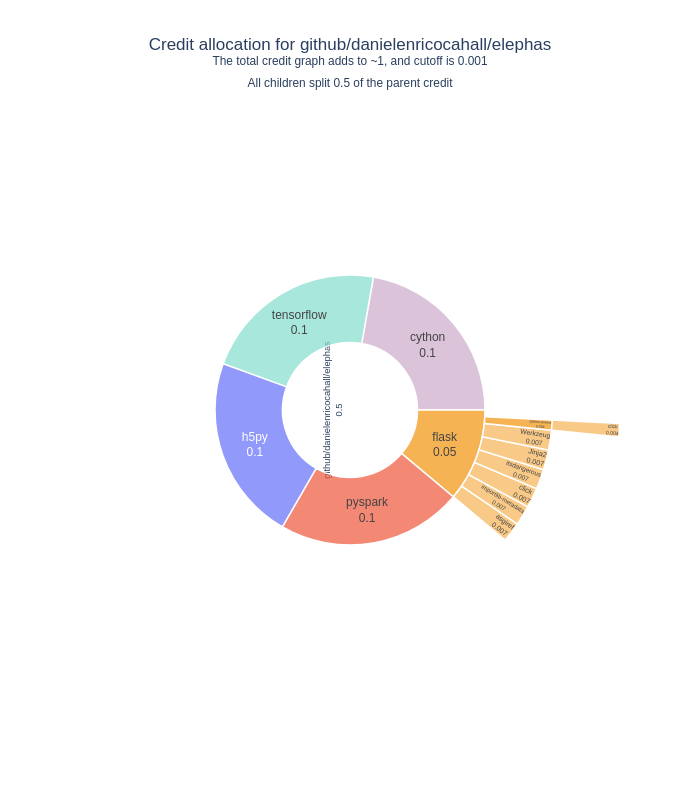 Credit allocation for github/danielenricocahall/elephas
The total credit graph adds to ~1, and cutoff is 0.001
All children split 0.5 of the parent credit
tensorflow
0.1
cython
0.1
github/danielenricocahall/elephas
0.5
h5py
0.1
flask
0.05
pyspark
0.1
click
0.004
Werkzeug
0.007
Jinja2
0.007
itsdangerous
0.007
click
0.007
importlib-metadata
0.007
asgiref
0.007